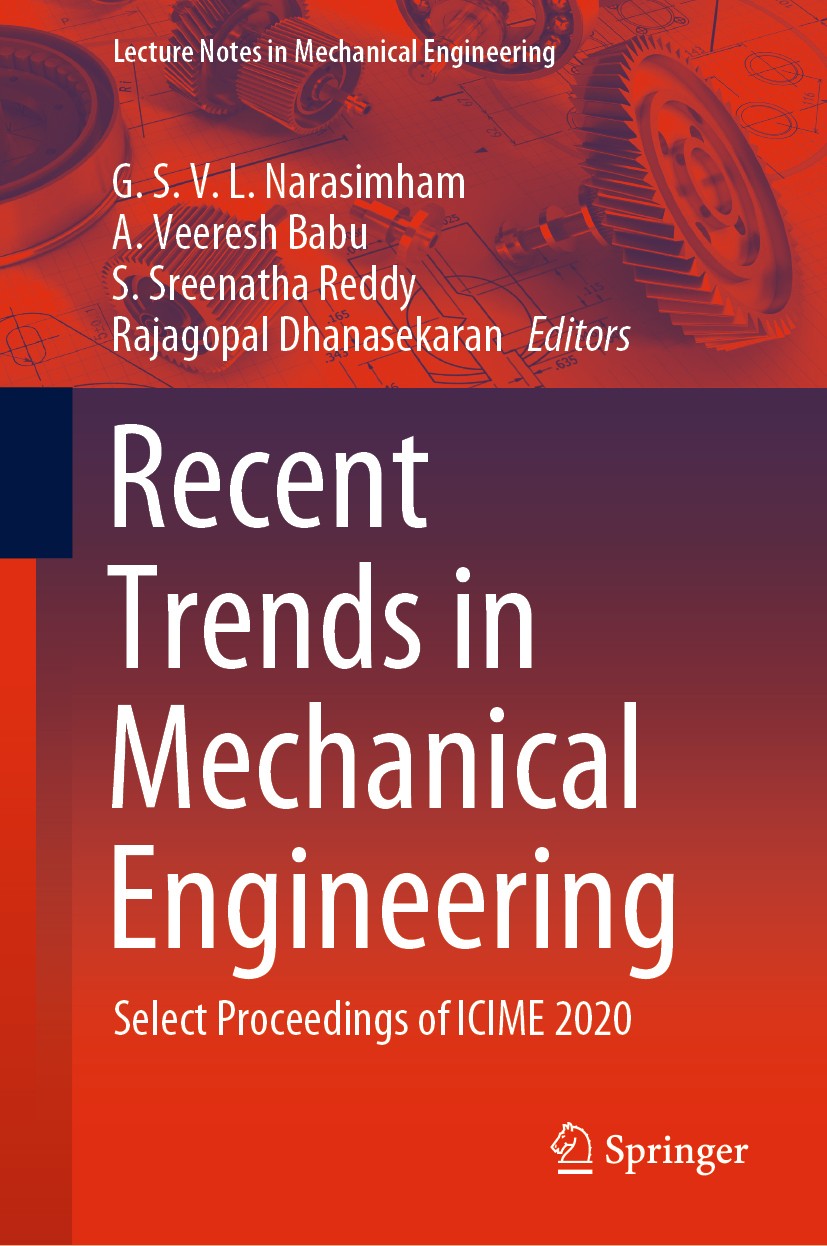 Lecture Notes in Mechanical Engineering
G. S. V. L. Narasimham
A. Veeresh Babu
S. Sreenatha Reddy
Rajagopal Dhanasekaran Editors
Recent
Trends in
Mechanical
Engineering
Select Proceedings of ICIME 2020
Springer